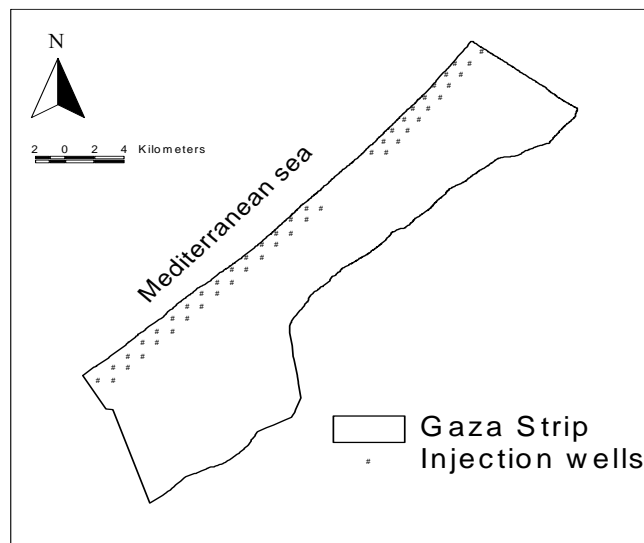 N
2 0 2 4 Kilometers
Mediterranean sea
Gaza Strip
# Injection wells